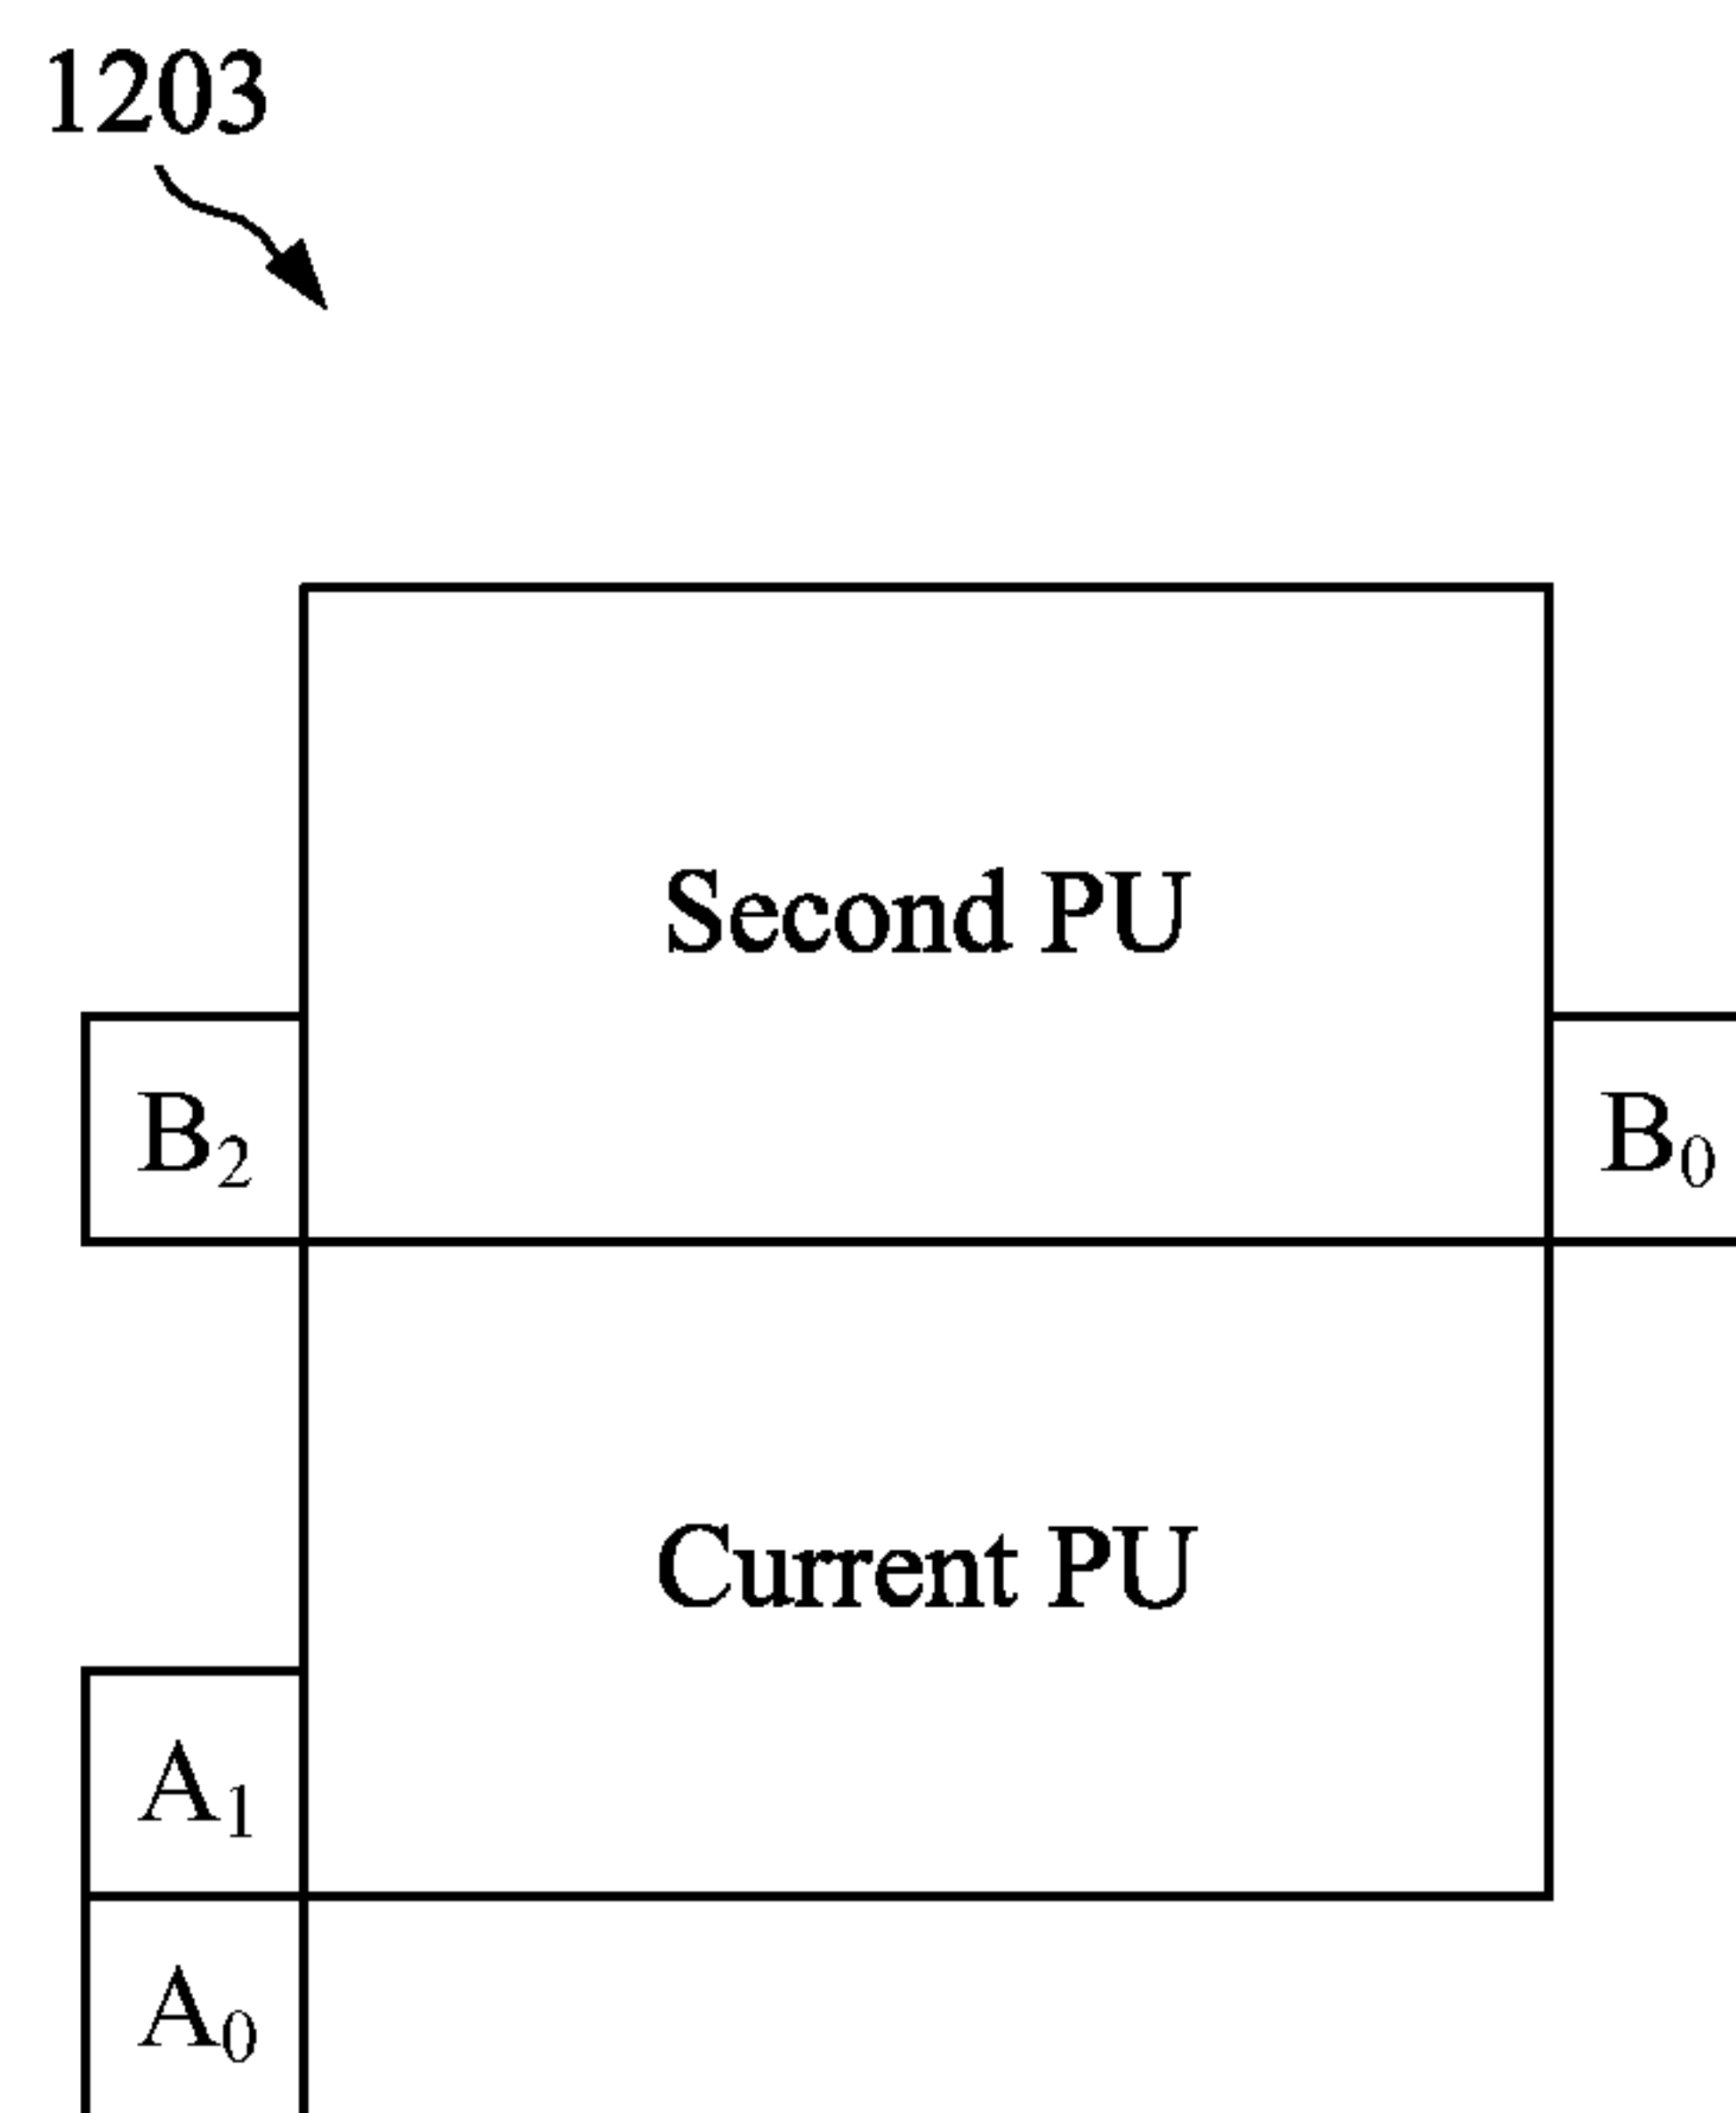 1203
Second PU
B₂
B₀
Current PU
A₁
A₀